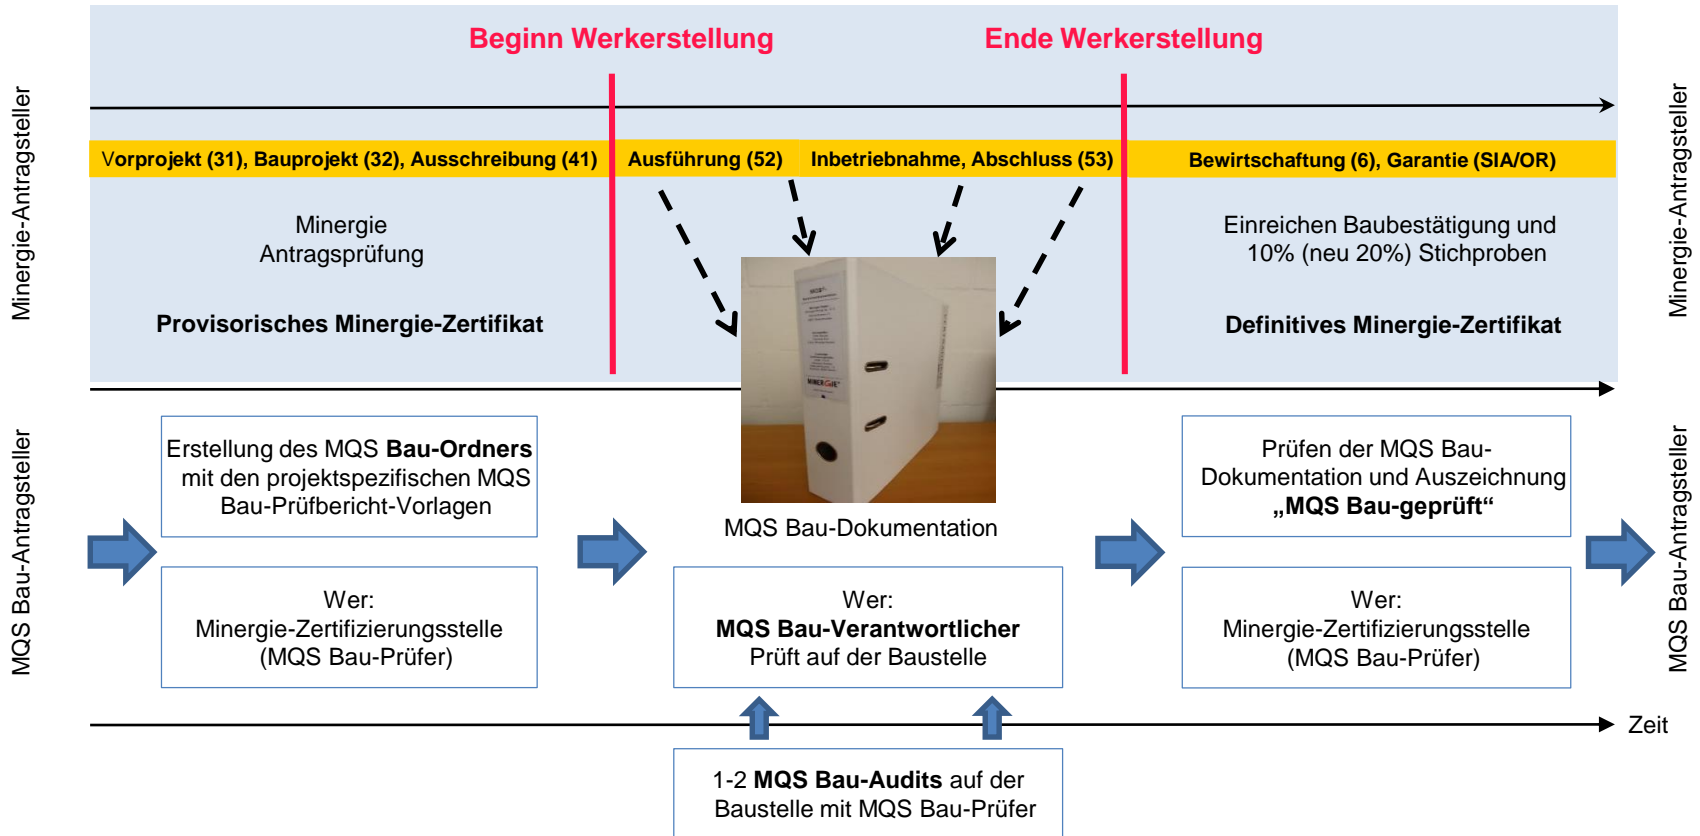 Beginn Werkerstellung
Ende Werkerstellung
Minergie-Antragsteller
Minergie-Antragsteller
Vorprojekt (31), Bauprojekt (32), Ausschreibung (41)
Ausführung (52)
Inbetriebnahme, Abschluss (53)
Bewirtschaftung (6), Garantie (SIA/OR)
Minergie
Antragsprüfung
Einreichen Baubestätigung und
10% (neu 20%) Stichproben
Provisorisches Minergie-Zertifikat
Definitives Minergie-Zertifikat
MINERGIE®
MQS Bau-Antragsteller
MQS Bau-Antragsteller
Erstellung des MQS Bau-Ordners
mit den projektspezifischen MQS
Bau-Prüfbericht-Vorlagen
MQS Bau-Dokumentation
Prüfen der MQS Bau-
Dokumentation und Auszeichnung
„MQS Bau-geprüft“
Wer:
Minergie-Zertifizierungsstelle
(MQS Bau-Prüfer)
Wer:
MQS Bau-Verantwortlicher
Prüft auf der Baustelle
Wer:
Minergie-Zertifizierungsstelle
(MQS Bau-Prüfer)
Zeit
1-2 MQS Bau-Audits auf der
Baustelle mit MQS Bau-Prüfer